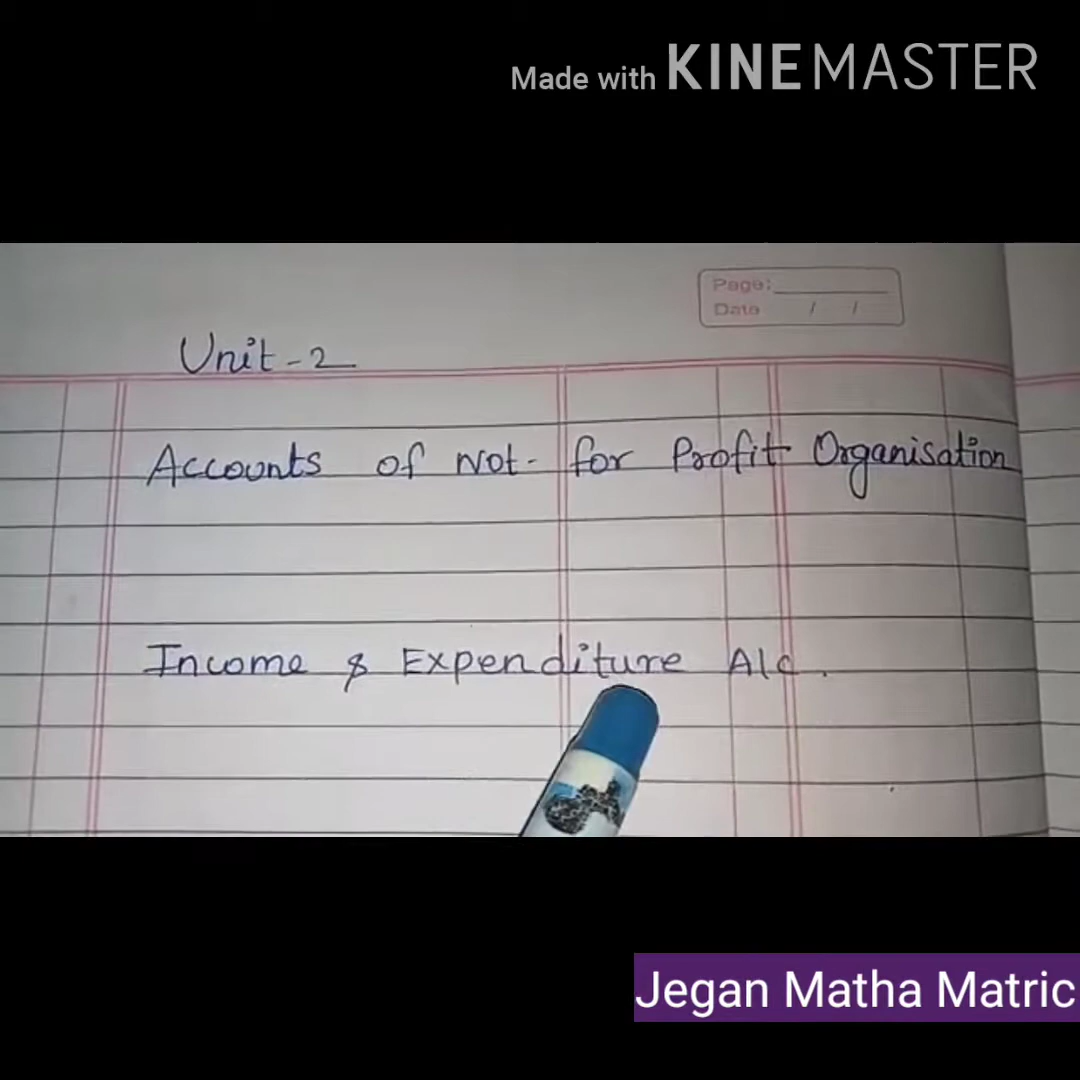 Made with KINEMASTER
Page:
Date / /
Unit - 2
Accounts of Not- for Profit Organisation
Income & Expenditure A/c.
Jegan Matha Matric